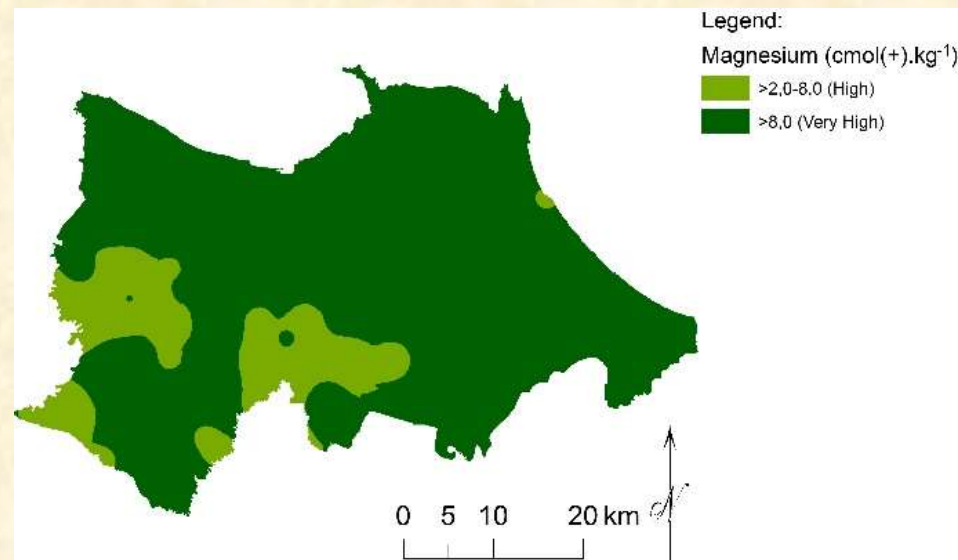 Legend:
Magnesium (cmol(+).kg⁻¹)
>2,0-8.0 (High)
>8,0 (Very High)
0 5 10 20 km
N